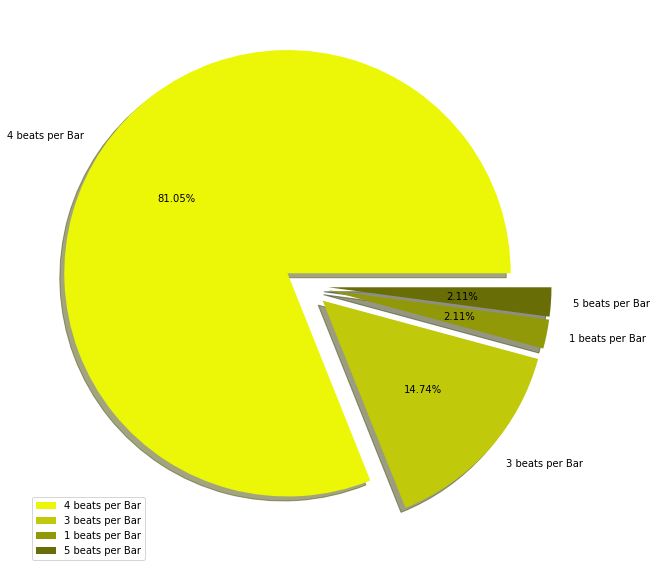 4 beats per Bar
81.05%
2.11%
5 beats per Bar
2.11%
1 beats per Bar
14.74%
3 beats per Bar
4 beats per Bar
3 beats per Bar
1 beats per Bar
5 beats per Bar